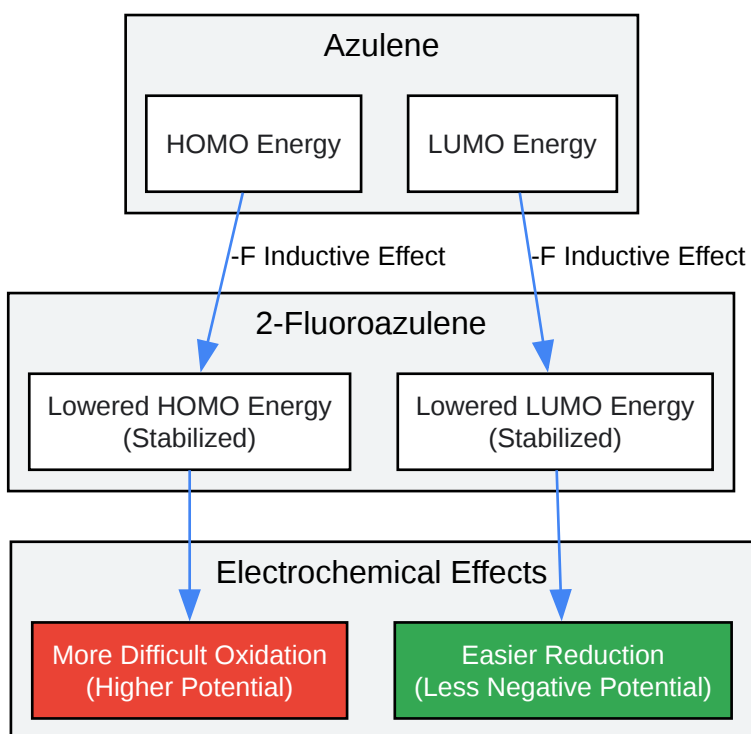 Azulene
HOMO Energy
LUMO Energy
-F Inductive Effect
-F Inductive Effect
2-Fluoroazulene
Lowered HOMO Energy
(Stabilized)
Lowered LUMO Energy
(Stabilized)
Electrochemical Effects
More Difficult Oxidation
(Higher Potential)
Easier Reduction
(Less Negative Potential)